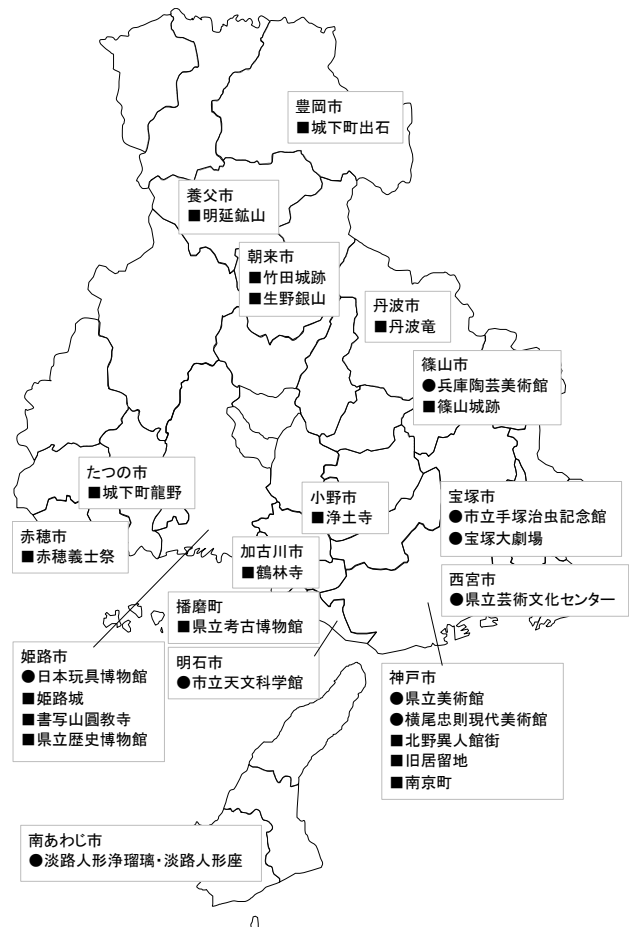 豊岡市
■城下町出石
養父市
■明延鉱山
朝来市
■竹田城跡
■生野銀山
丹波市
■丹波竜
篠山市
●兵庫陶芸美術館
■篠山城跡
たつの市
■城下町龍野
小野市
■浄土寺
宝塚市
●市立手塚治虫記念館
●宝塚大劇場
赤穂市
■赤穂義士祭
加古川市
■鶴林寺
西宮市
●県立芸術文化センター
播磨町
■県立考古博物館
姫路市
●日本玩具博物館
■姫路城
■書写山圓教寺
■県立歴史博物館
明石市
●市立天文科学館
神戸市
●県立美術館
●横尾忠則現代美術館
■北野異人館街
■旧居留地
■南京町
南あわじ市
●淡路人形浄瑠璃・淡路人形座